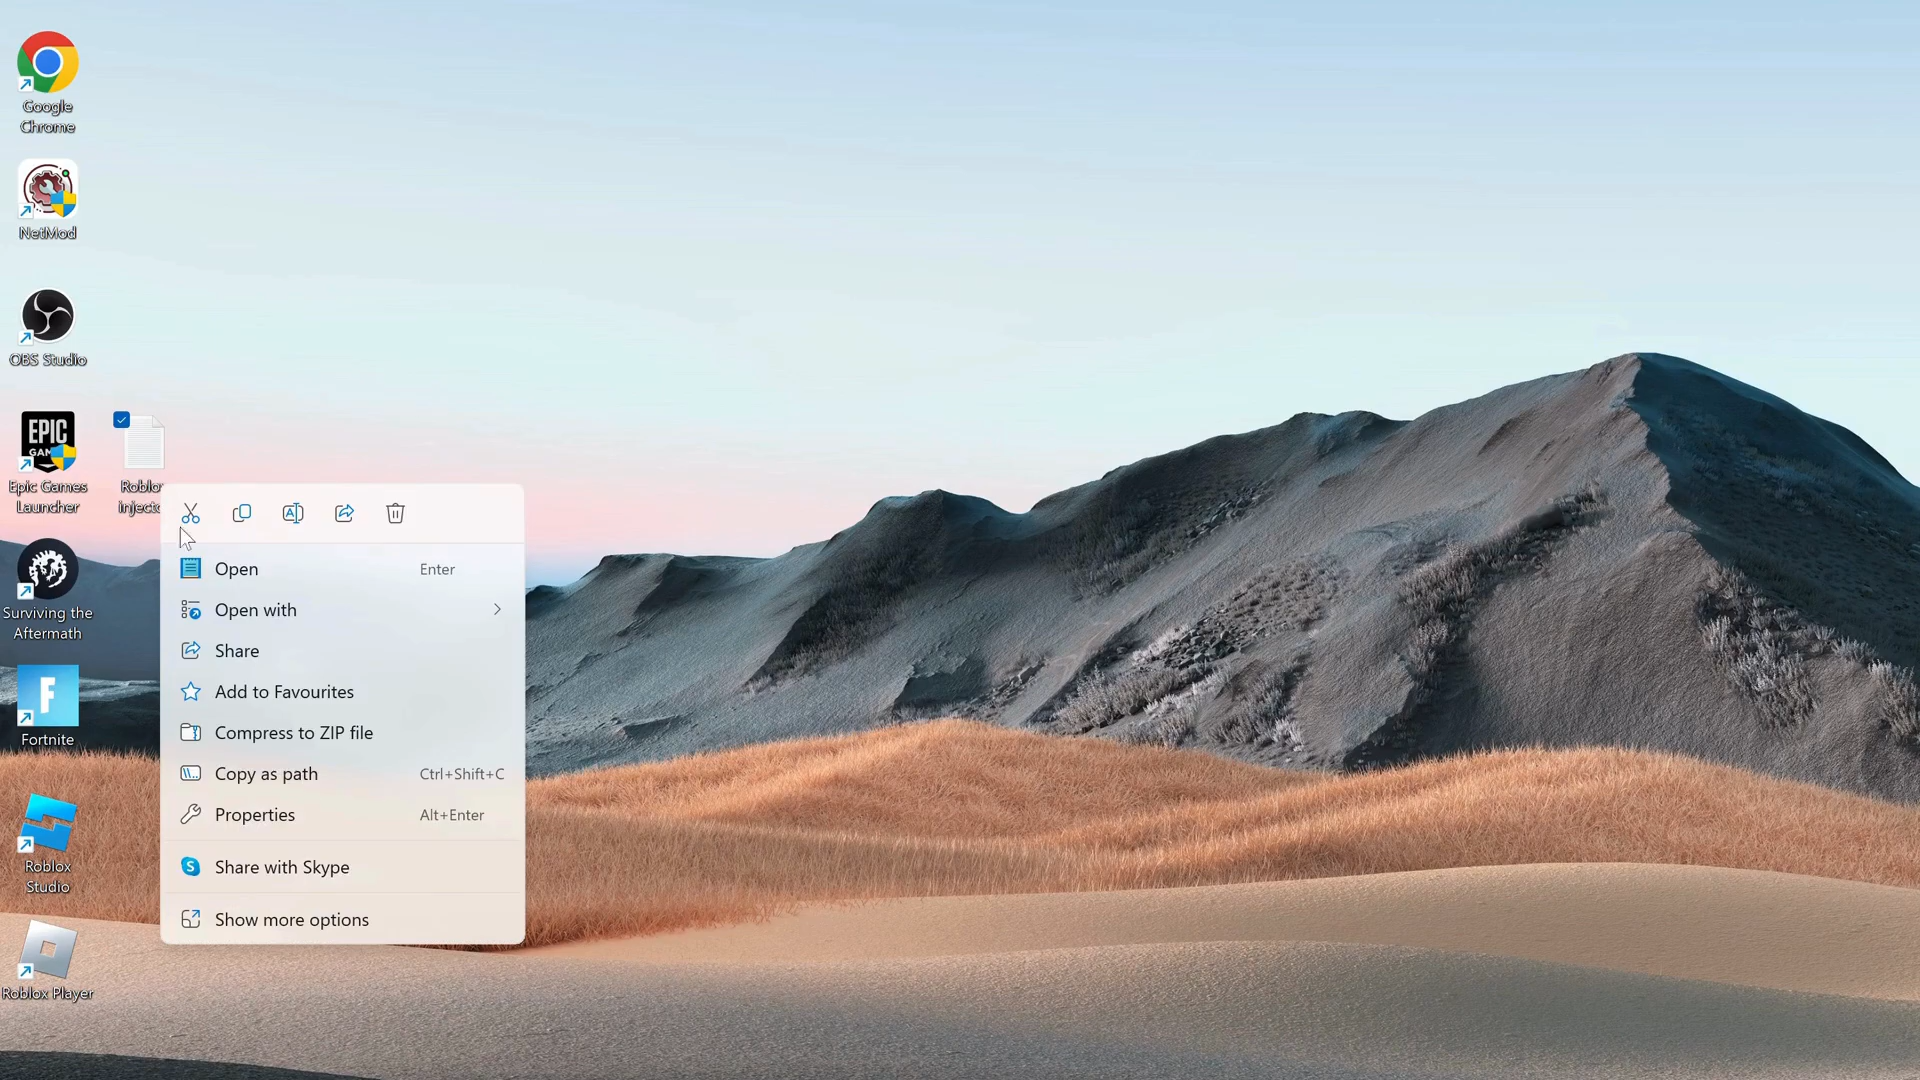 Google
Chrome
NetMod
OBS Studio
EPIC
GAM
Epic Games
Launcher
Surviving the
Aftermath
F
Fortnite
Roblox
Studio
Roblox Player
Open Enter
Open with
Share
Add to Favourites
Compress to ZIP file
Copy as path Ctrl+Shift+C
Properties Alt+Enter
S Share with Skype
Show more options